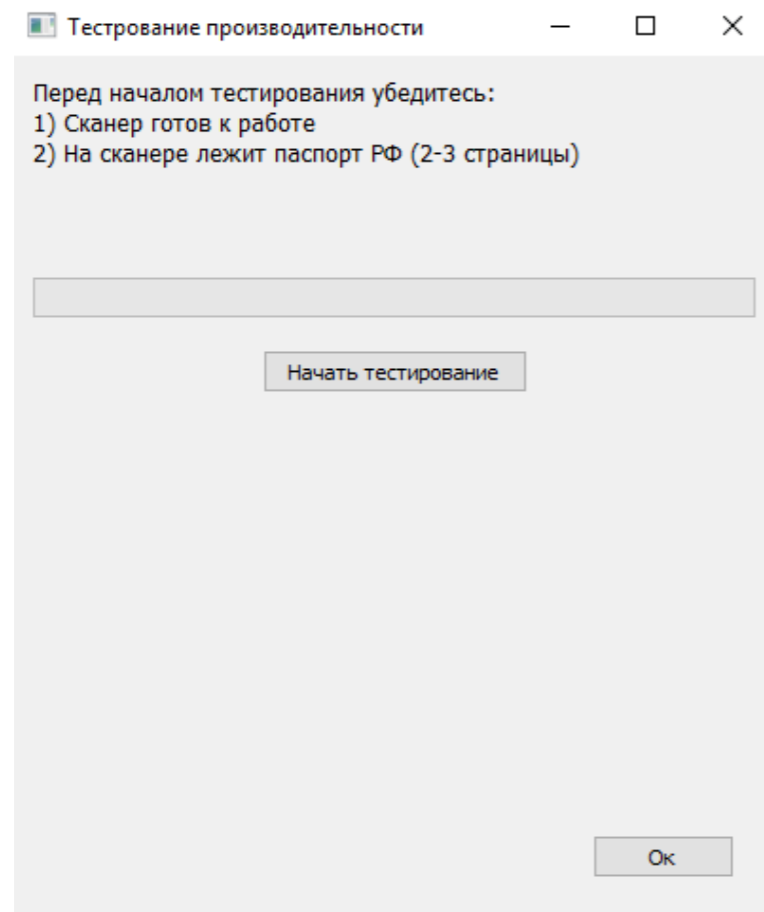 Тестрование производительности
Перед началом тестирования убедитесь:
1) Сканер готов к работе
2) На сканере лежит паспорт РФ (2-3 страницы)
Начать тестирование
Ок